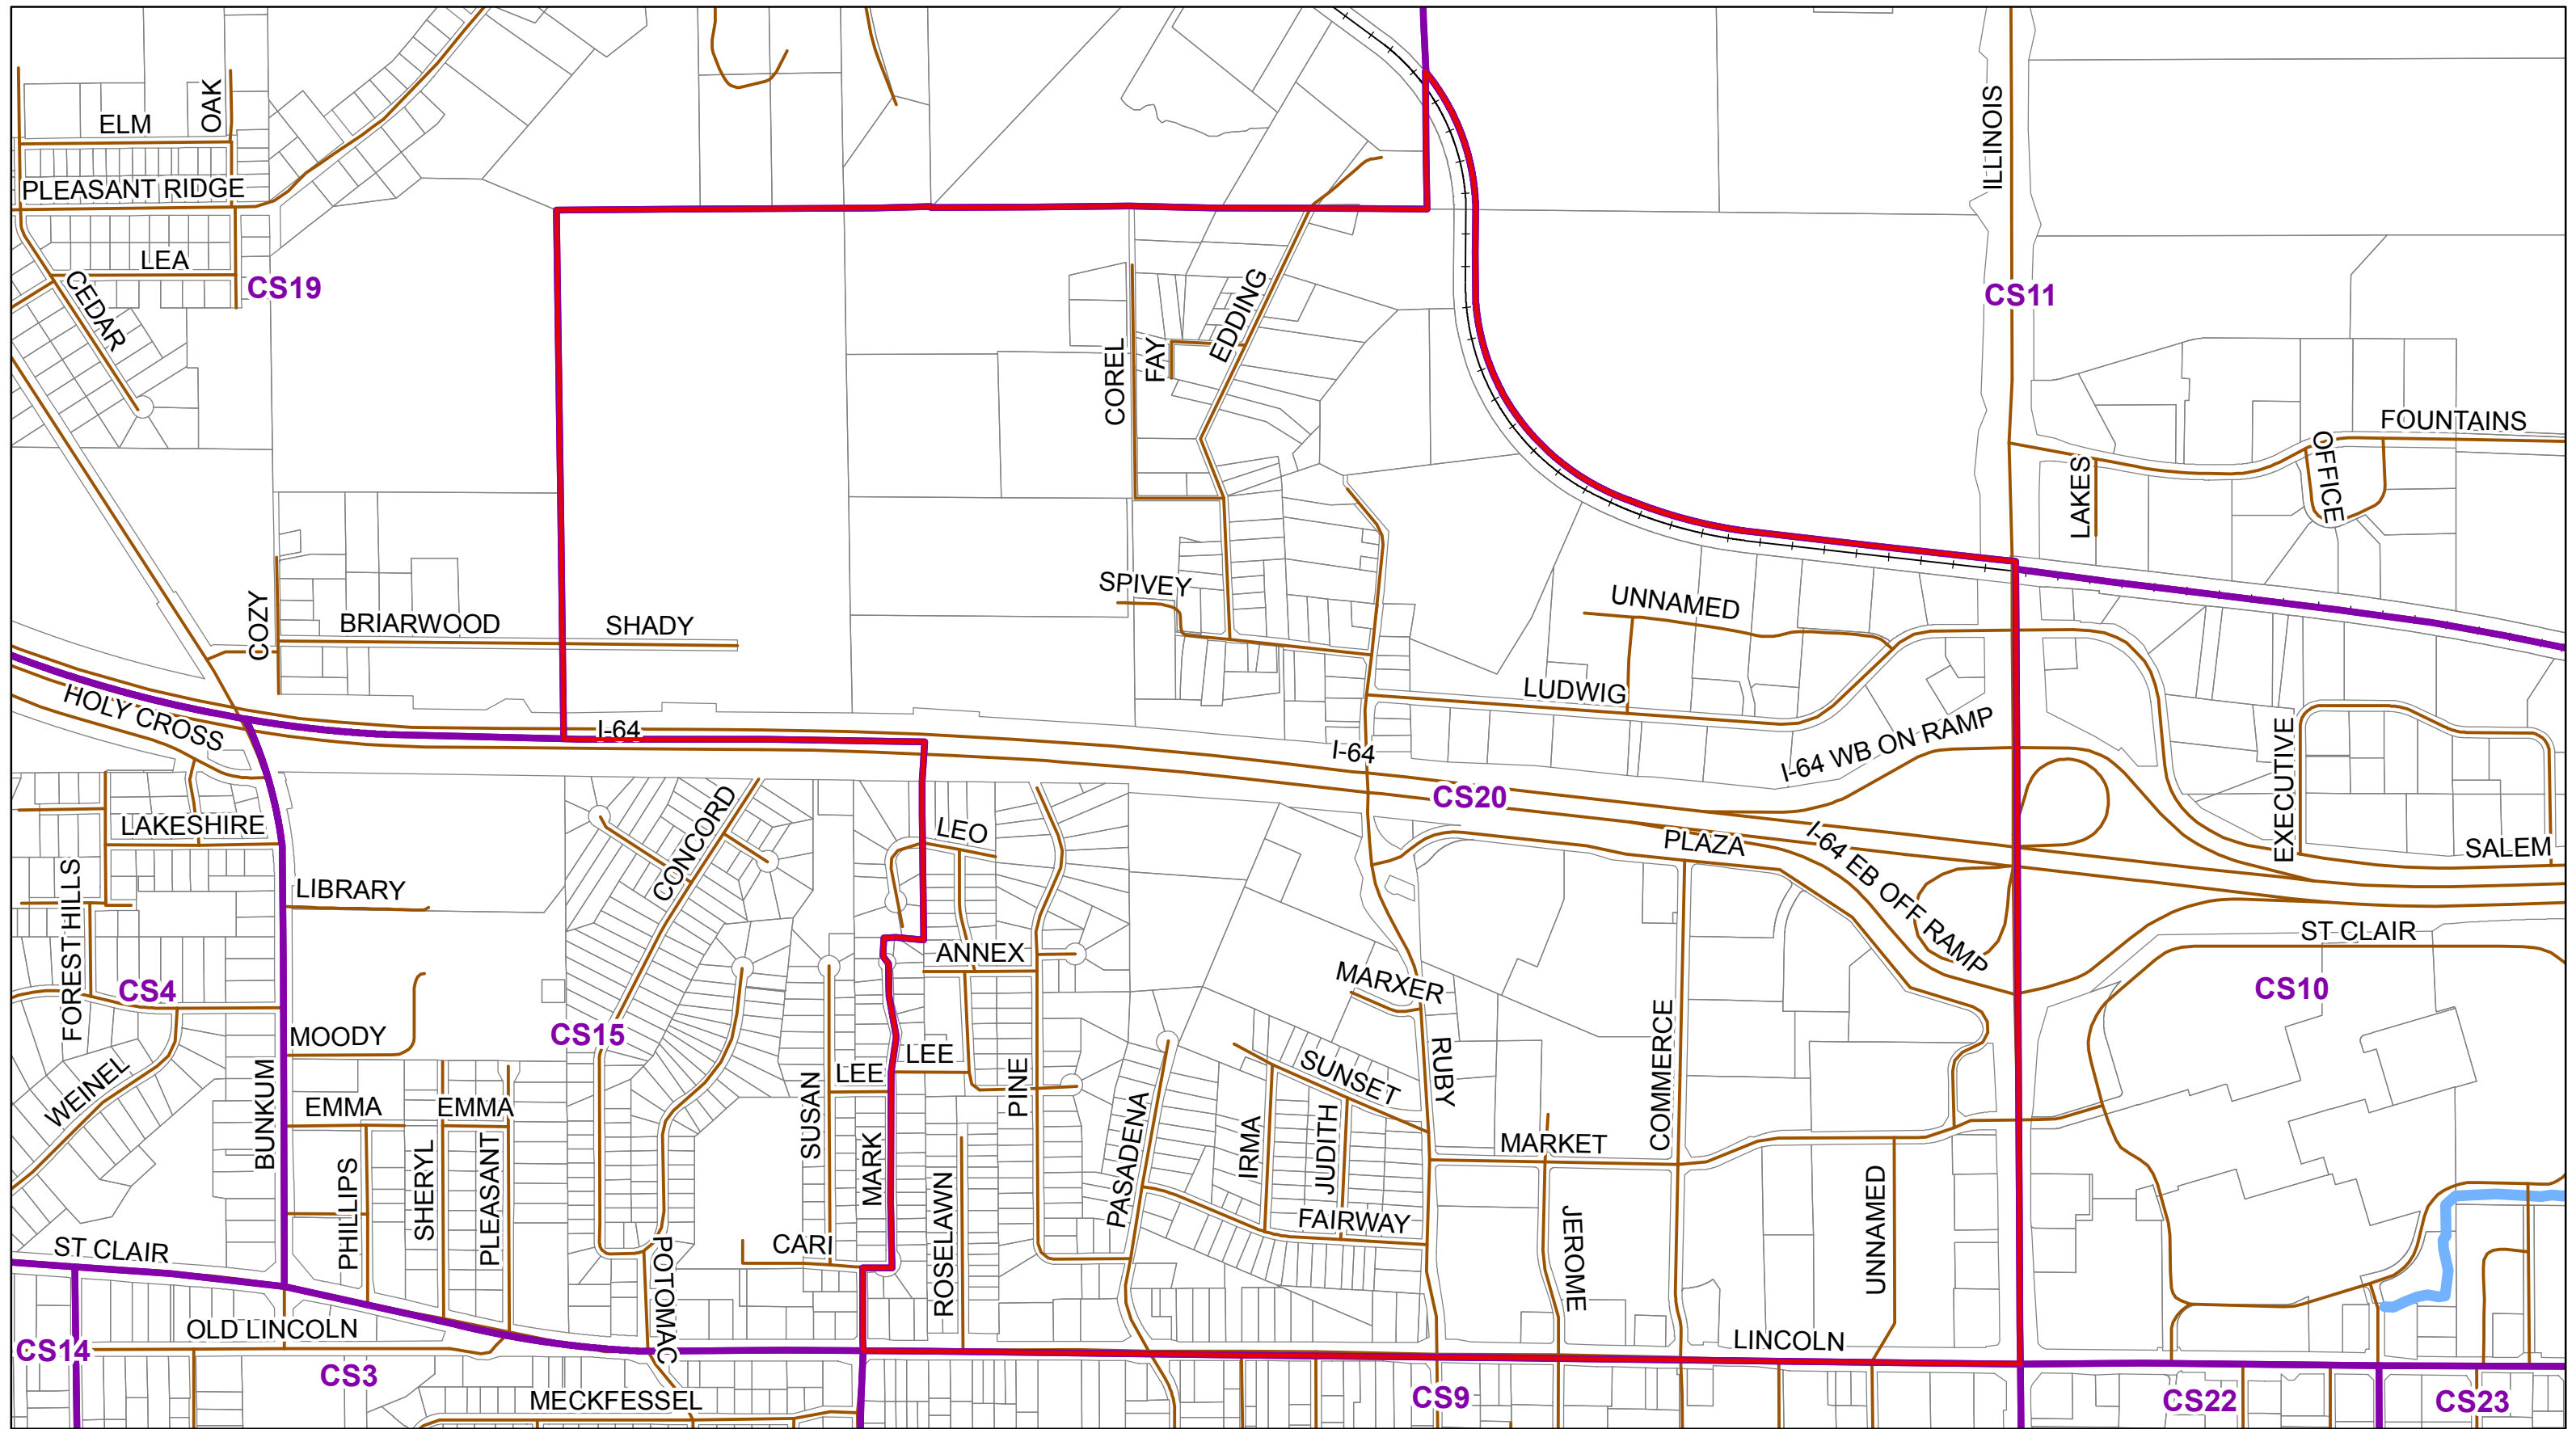 OAK
ELM
PLEASANT RIDGE
LEA
CEDAR
CS19
ILLINOIS
CS11
EDDING
COREL
FAY
FOUNTAINS
OFFICE
LAKES
COZY
BRIARWOOD
SHADY
SPIVEY
UNNAMED
LUDWIG
HOLY CROSS
I-64
I-64
I-64 WB ON RAMP
EXECUTIVE
CS20
LAKESHIRE
CONCORD
LEO
PLAZA
I-64 EB OFF RAMP
SALEM
LIBRARY
FOREST HILLS
ST CLAIR
ANNEX
MARXER
CS4
CS10
CS15
MOODY
COMMERCE
WEINEL
BUNKUM
LEE
LEE
PINE
SUNSET
RUBY
EMMA
EMMA
SUSAN
MARK
PASADENA
IRMA
JUDITH
MARKET
PHILLIPS
SHERYL
PLEASANT
ROSELAWN
FAIRWAY
JEROME
UNNAMED
ST CLAIR
CARI
POTOMAC
OLD LINCOLN
LINCOLN
CS14
CS3
MECKFESSEL
CS9
CS22
CS23